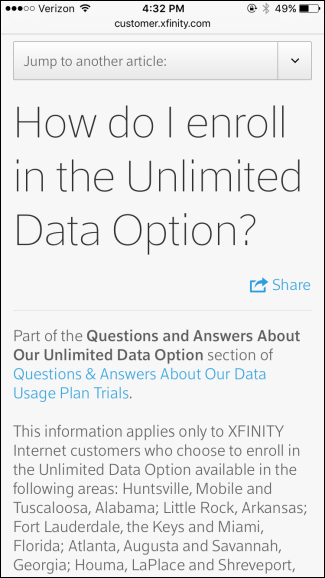 Verizon 4:32 PM 49%
customer.xfinity.com
Jump to another article:
How do I enroll
in the Unlimited
Data Option?
Share
Part of the Questions and Answers About
Our Unlimited Data Option section of
Questions & Answers About Our Data
Usage Plan Trials.
This information applies only to XFINITY
Internet customers who choose to enroll in
the Unlimited Data Option available in the
following areas: Huntsville, Mobile and
Tuscaloosa, Alabama; Little Rock, Arkansas;
Fort Lauderdale, the Keys and Miami,
Florida; Atlanta, Augusta and Savannah,
Georgia; Houma, LaPlace and Shreveport,